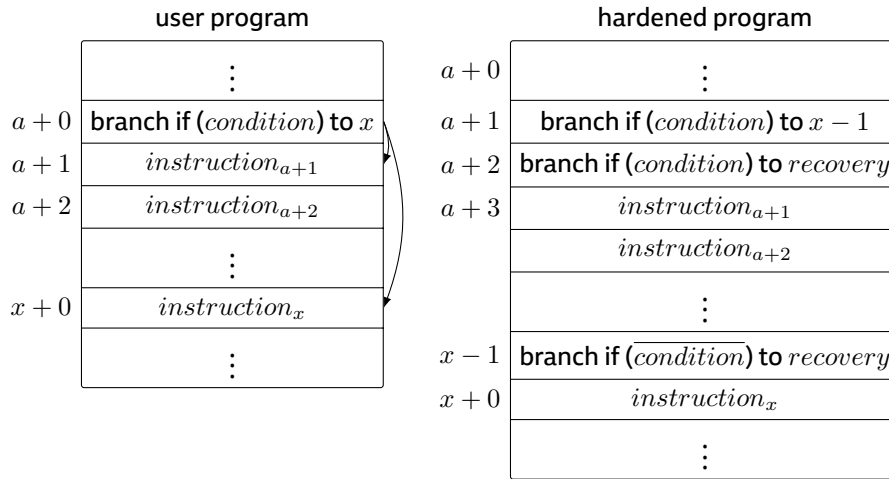 user program
⋮
a + 0 branch if (condition) to x
a + 1 instruction_{a+1}
a + 2 instruction_{a+2}
⋮
x + 0 instruction_x
⋮
hardened program
a + 0 ⋮
a + 1 branch if (condition) to x − 1
a + 2 branch if (condition) to recovery
a + 3 instruction_{a+1}
instruction_{a+2}
⋮
x − 1 branch if (\overline{condition}) to recovery
x + 0 instruction_x
⋮